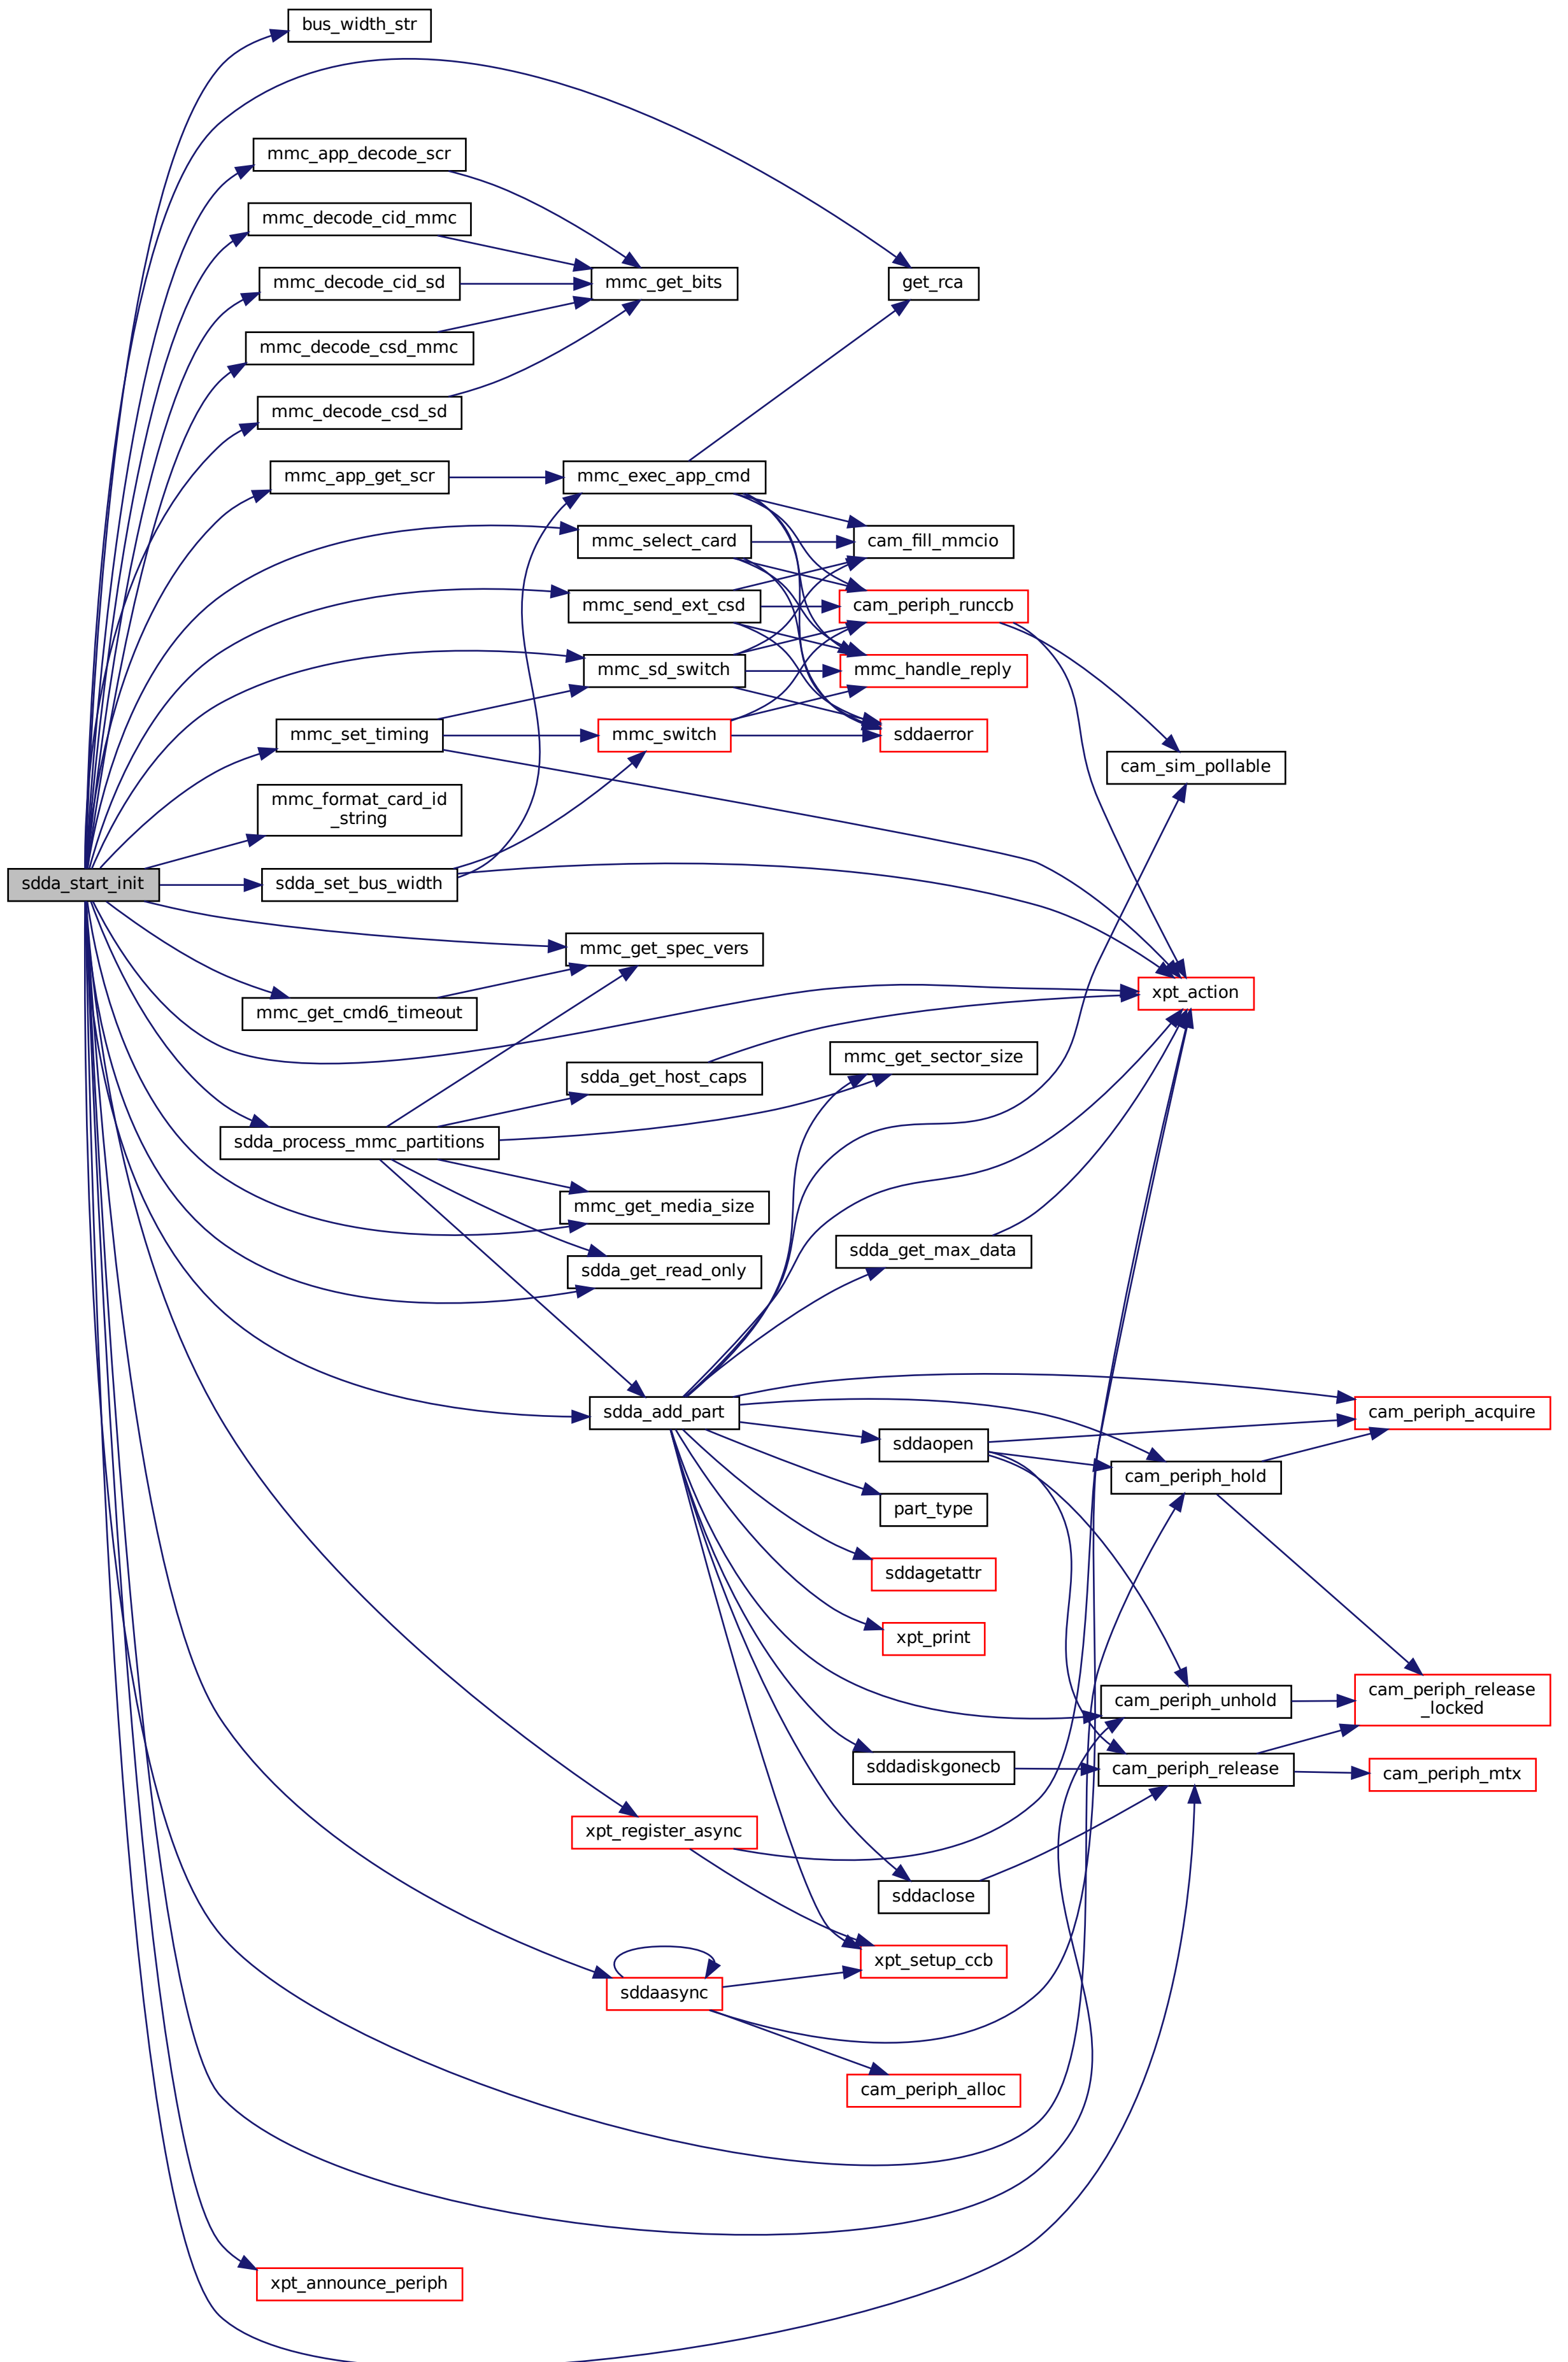 bus_width_str
mmc_app_decode_scr
mmc_decode_cid_mmc
mmc_decode_cid_sd
mmc_get_bits
get_rca
mmc_decode_csd_mmc
mmc_decode_csd_sd
mmc_app_get_scr
mmc_exec_app_cmd
mmc_select_card
cam_fill_mmcio
mmc_send_ext_csd
cam_periph_runccb
mmc_sd_switch
mmc_handle_reply
mmc_set_timing
mmc_switch
sddaerror
cam_sim_pollable
mmc_format_card_id
_string
sdda_start_init
sdda_set_bus_width
mmc_get_spec_vers
xpt_action
mmc_get_cmd6_timeout
mmc_get_sector_size
sdda_get_host_caps
sdda_process_mmc_partitions
mmc_get_media_size
sdda_get_max_data
sdda_get_read_only
sdda_add_part
cam_periph_acquire
sddaopen
cam_periph_hold
part_type
sddagetattr
xpt_print
cam_periph_unhold
cam_periph_release
_locked
sddadiskgonecb
cam_periph_release
cam_periph_mtx
xpt_register_async
sddaclose
xpt_setup_ccb
sddaasync
cam_periph_alloc
xpt_announce_periph